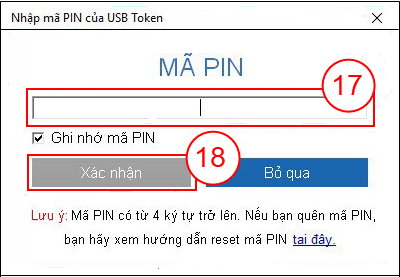 Nhập mã PIN của USB Token
MÃ PIN
17
Ghi nhớ mã PIN
18
Xác nhận
Bỏ qua
Lưu ý: Mã PIN có từ 4 ký tự trở lên. Nếu bạn quên mã PIN,
bạn hãy xem hướng dẫn reset mã PIN tại đây.